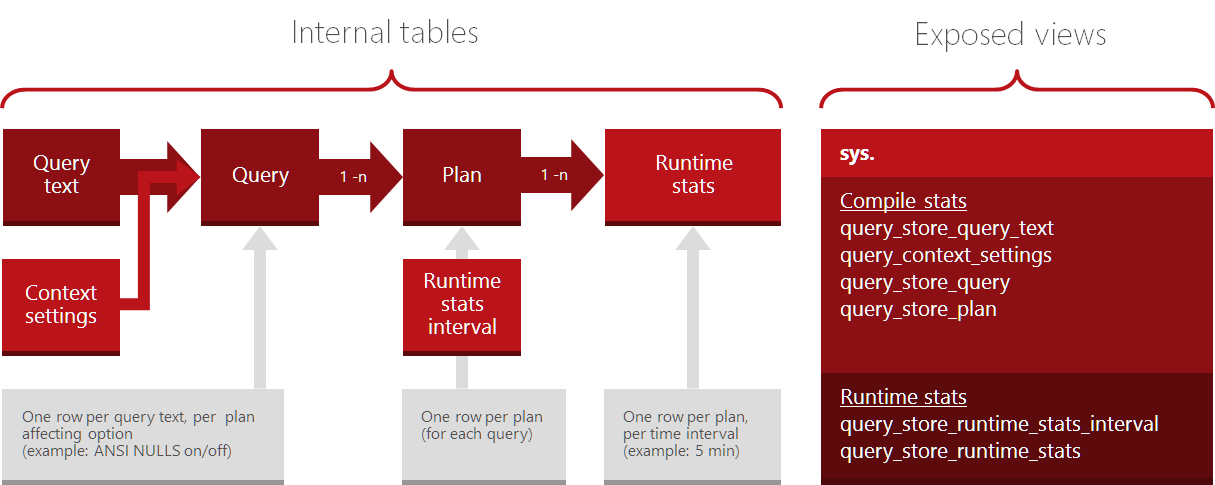 Internal tables
Exposed views
Query
text
Query
1 -n
Plan
1 -n
Runtime
stats
Context
settings
Runtime
stats
interval
One row per query text, per plan
affecting option
(example: ANSI NULLS on/off)
One row per plan
(for each query)
One row per plan,
per time interval
(example: 5 min)
sys.
Compile stats
query_store_query_text
query_context_settings
query_store_query
query_store_plan
Runtime stats
query_store_runtime_stats_interval
query_store_runtime_stats